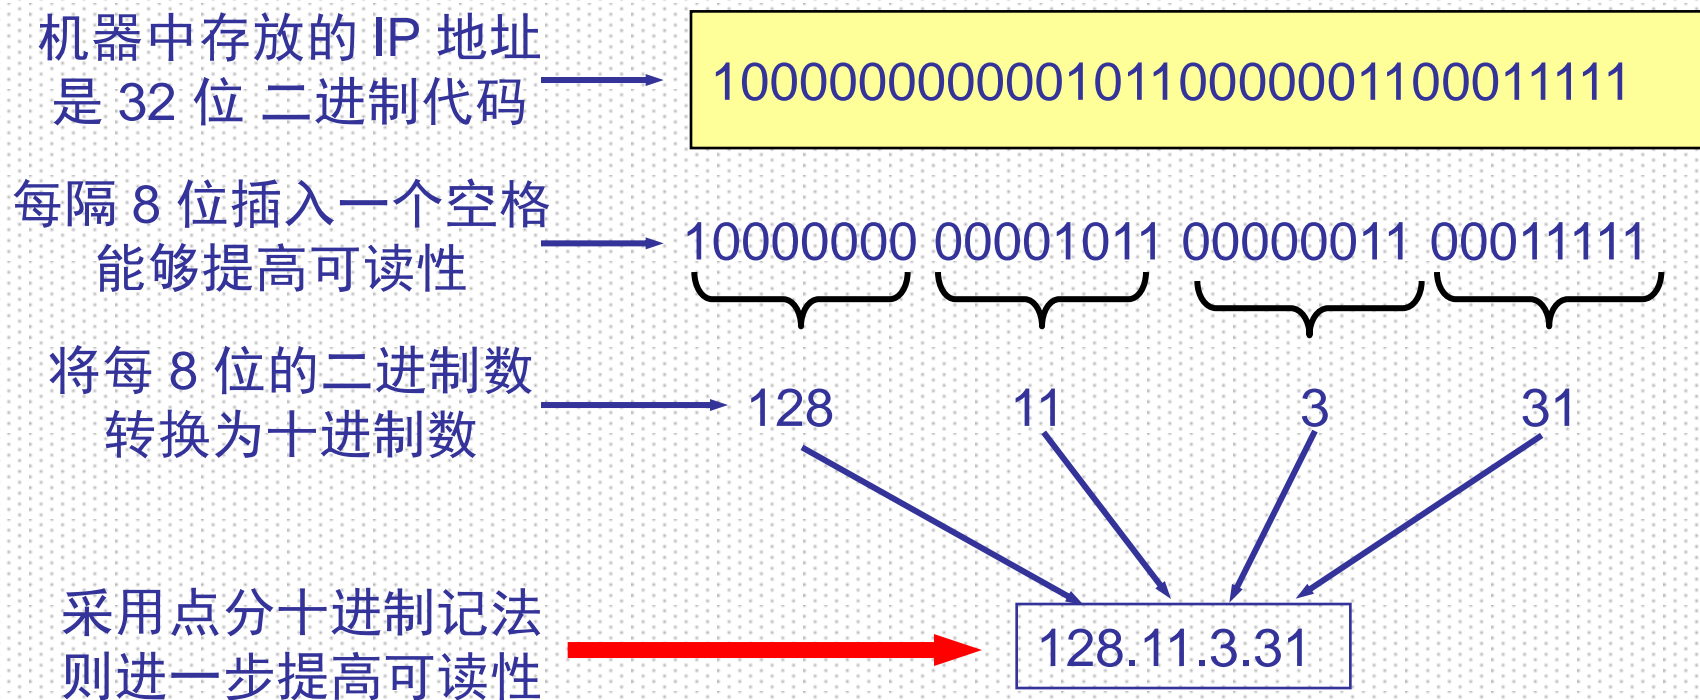 机器中存放的 IP 地址
是 32 位 二进制代码
10000000000010110000001100011111
每隔 8 位插入一个空格
能够提高可读性
10000000 00001011 00000011 00011111
将每 8 位的二进制数
转换为十进制数
128 11 3 31
采用点分十进制记法
则进一步提高可读性
128.11.3.31